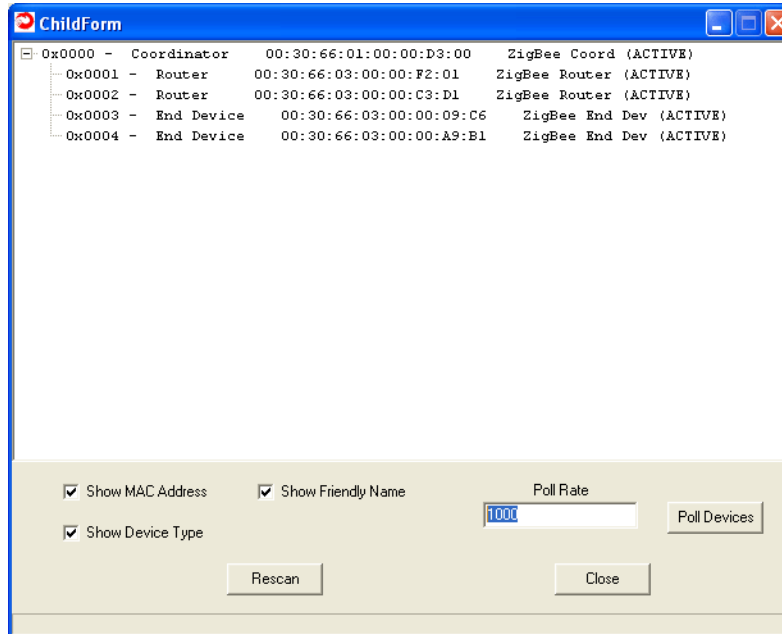 ChildForm
0x0000 - Coordinator 00:30:66:01:00:00:D3:00 ZigBee Coord (ACTIVE)
0x0001 - Router 00:30:66:03:00:00:F2:01 ZigBee Router (ACTIVE)
0x0002 - Router 00:30:66:03:00:00:C3:D1 ZigBee Router (ACTIVE)
0x0003 - End Device 00:30:66:03:00:00:09:C6 ZigBee End Dev (ACTIVE)
0x0004 - End Device 00:30:66:03:00:00:A9:B1 ZigBee End Dev (ACTIVE)
Show MAC Address Show Friendly Name Poll Rate
1000 Poll Devices
Show Device Type
Rescan Close